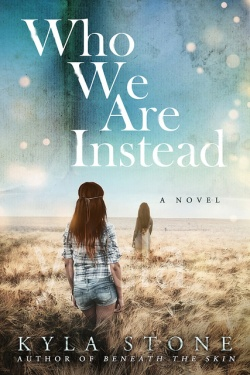 Who
We
Are
Instead
A NOVEL
KYLA STONE
AUTHOR OF BENEATH THE SKIN